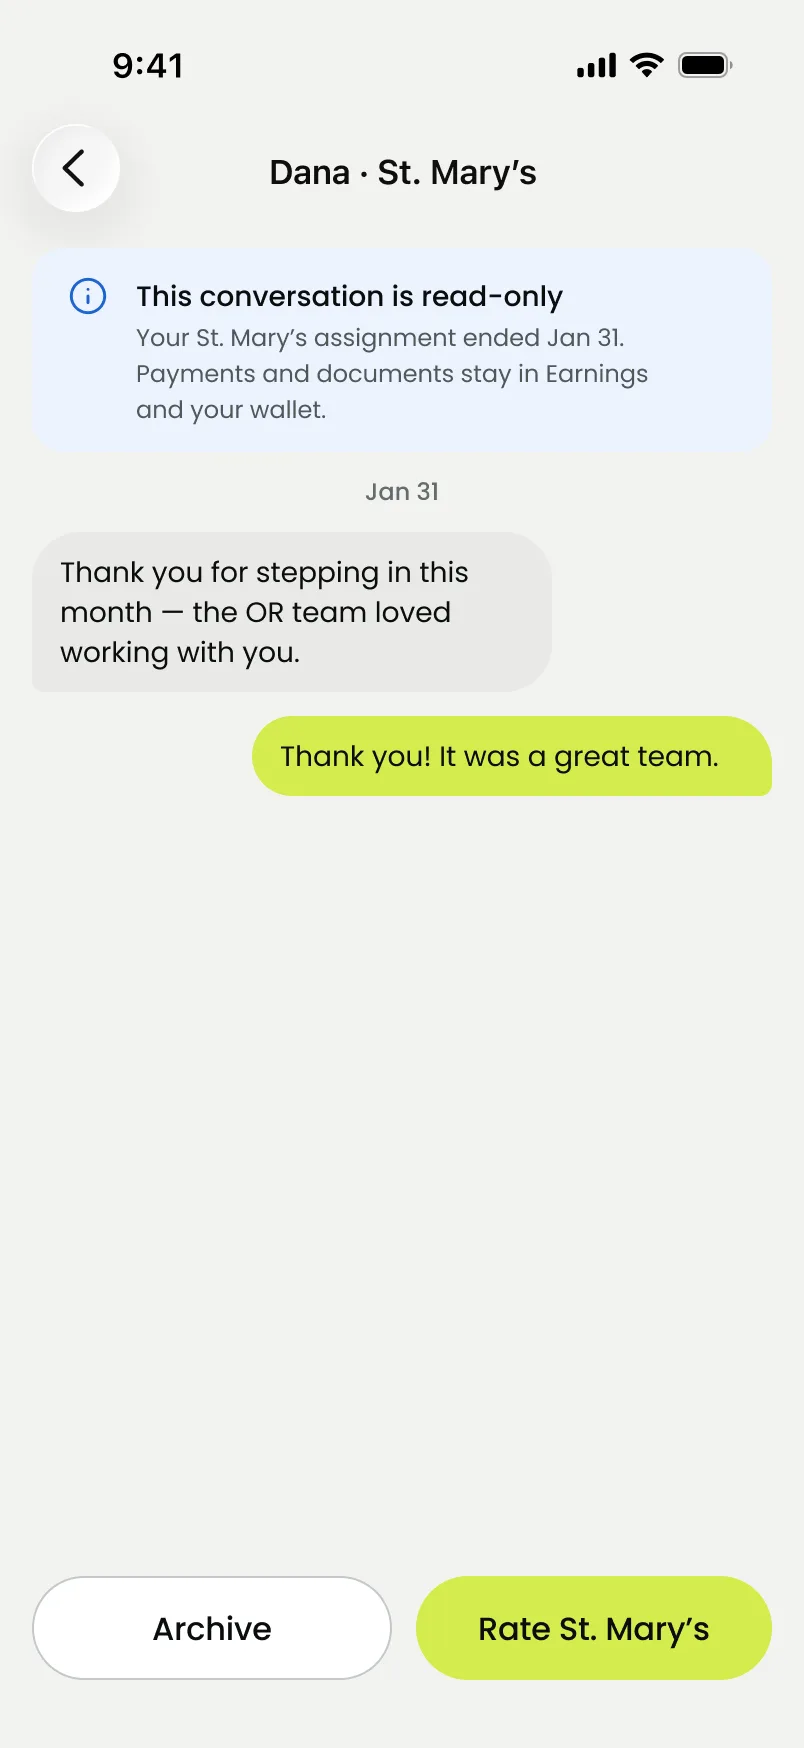 9:41
Dana · St. Mary’s
This conversation is read-only
Your St. Mary’s assignment ended Jan 31.
Payments and documents stay in Earnings
and your wallet.
Jan 31
Thank you for stepping in this
month — the OR team loved
working with you.
Thank you! It was a great team.
Archive
Rate St. Mary’s